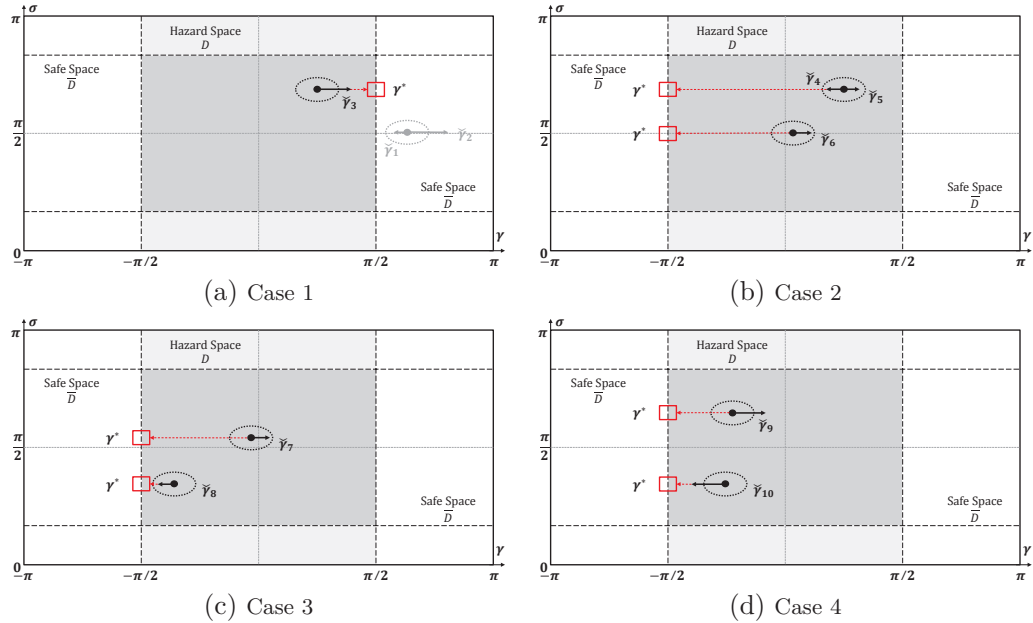 π
σ
Hazard Space
D
Safe Space
D̅
γ̆₃
γ*
π/2
γ̆₁
γ̆₂
Safe Space
D̅
0
γ
−π
−π/2
π/2
π
(a) Case 1
π
σ
Hazard Space
D
Safe Space
D̅
γ*
γ̆₄
γ̆₅
π/2
γ*
γ̆₆
Safe Space
D̅
0
γ
−π
−π/2
π/2
π
(b) Case 2
π
σ
Hazard Space
D
Safe Space
D̅
γ*
γ̆₇
π/2
γ*
γ̆₈
Safe Space
D̅
0
γ
−π
−π/2
π/2
π
(c) Case 3
π
σ
Hazard Space
D
Safe Space
D̅
γ*
γ̆₉
π/2
γ*
γ̆₁₀
Safe Space
D̅
0
γ
−π
−π/2
π/2
π
(d) Case 4